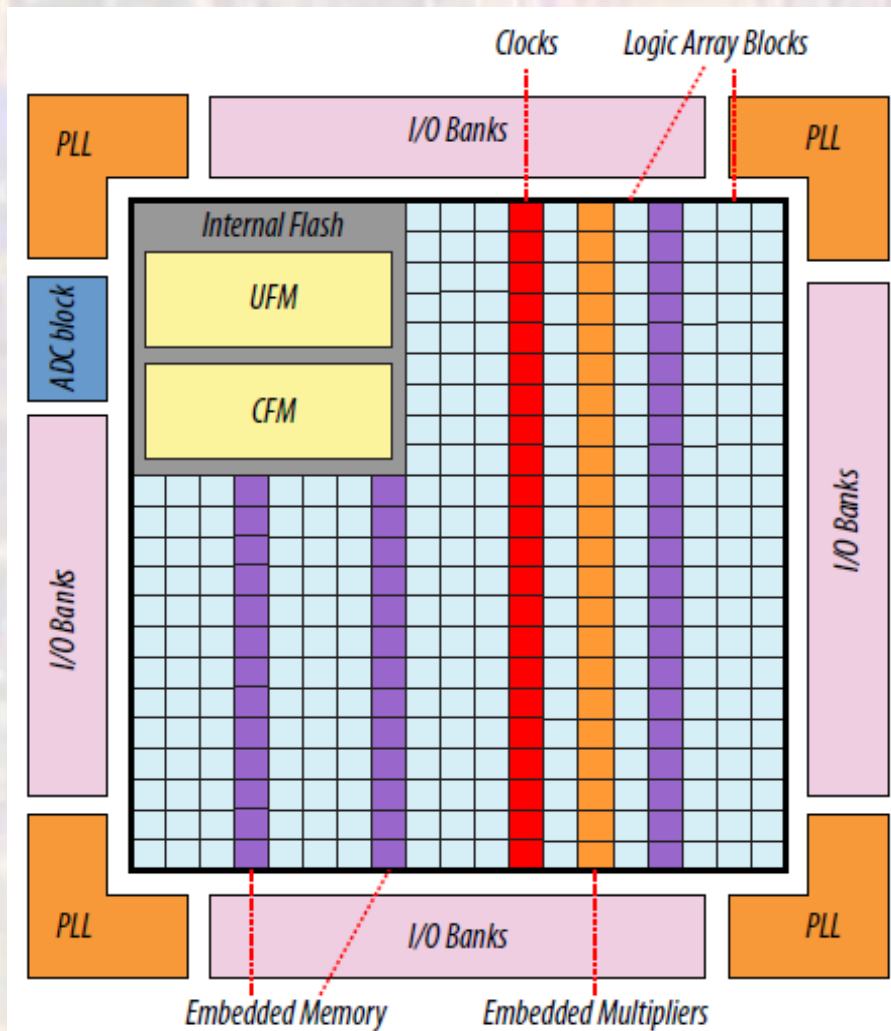 Clocks
Logic Array Blocks
PLL
I/O Banks
PLL
Internal Flash
UFM
ADC block
CFM
I/O Banks
I/O Banks
PLL
I/O Banks
PLL
Embedded Memory
Embedded Multipliers